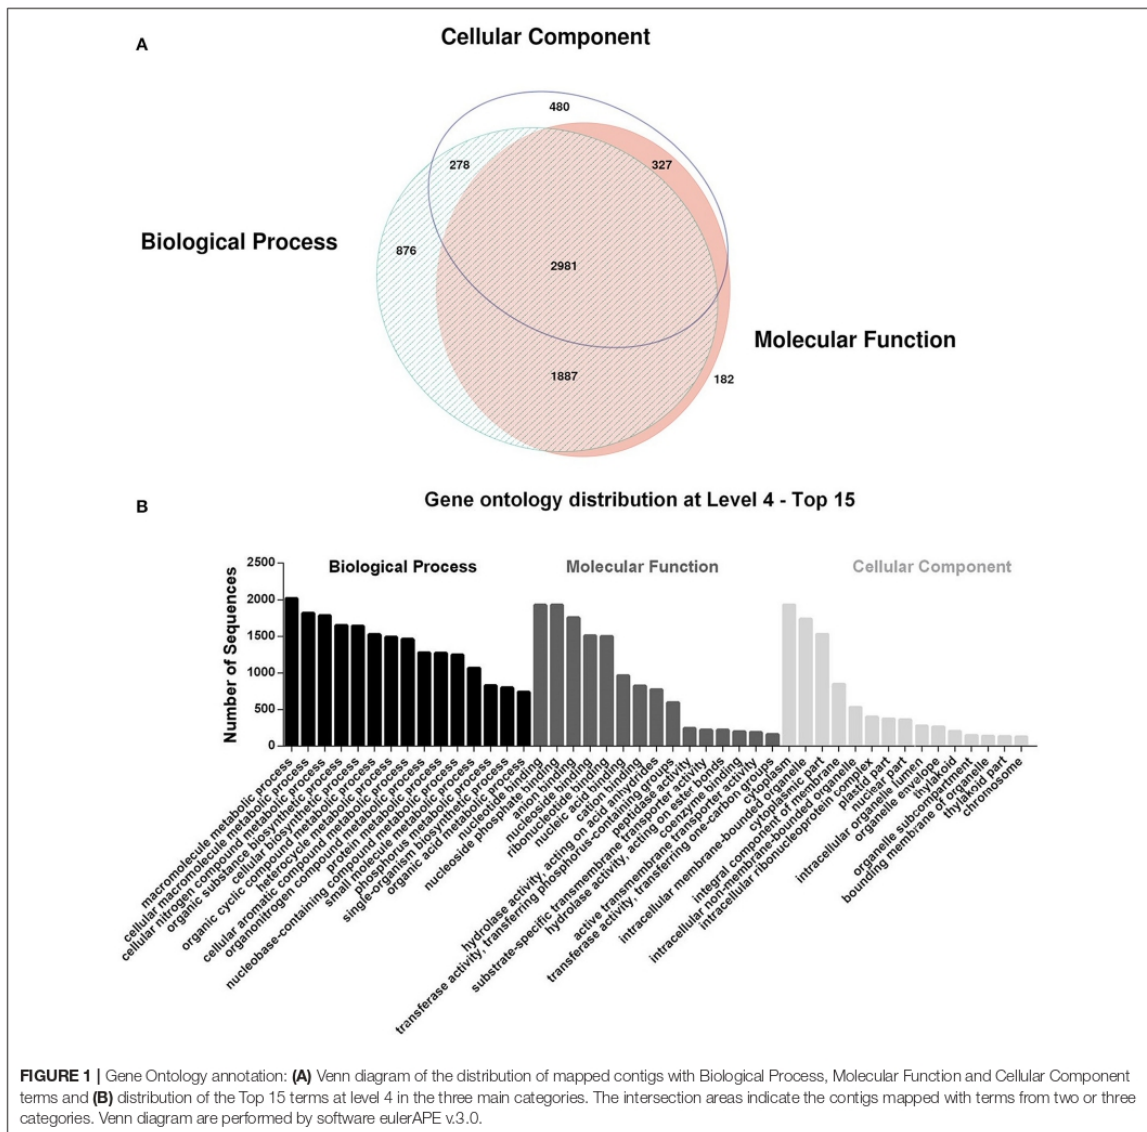 A
Cellular Component
480
278
327
Biological Process
876
2981
Molecular Function
1887
182
B
Gene ontology distribution at Level 4 - Top 15
Biological Process
Molecular Function
Cellular Component
Number of Sequences
2500
2000
1500
1000
500
0
macromolecule metabolic process
cellular macromolecule metabolic process
cellular nitrogen compound metabolic process
organic substance biosynthetic process
cellular biosynthetic process
organic cyclic compound metabolic process
heterocycle metabolic process
cellular aromatic compound metabolic process
organonitrogen compound metabolic process
protein metabolic process
nucleobase-containing compound metabolic process
small molecule metabolic process
phosphorus metabolic process
single-organism biosynthetic process
organic acid metabolic process
nucleotide binding
nucleoside phosphate binding
anion binding
nucleoside binding
ribonucleotide binding
nucleic acid binding
cation binding
hydrolase activity, acting on acid anhydrides
transferase activity, transferring phosphorus-containing groups
peptidase activity
substrate-specific transmembrane transporter activity
hydrolase activity, acting on ester bonds
coenzyme binding
active transmembrane transporter activity
transferase activity, transferring one-carbon groups
cytoplasm
intracellular membrane-bounded organelle
cytoplasmic part
integral component of membrane
intracellular non-membrane-bounded organelle
intracellular ribonucleoprotein complex
plastid part
nuclear part
intracellular organelle lumen
organelle envelope
thylakoid
organelle subcompartment
bounding membrane of organelle
thylakoid part
chromosome
FIGURE 1 | Gene Ontology annotation: (A) Venn diagram of the distribution of mapped contigs with Biological Process, Molecular Function and Cellular Component
terms and (B) distribution of the Top 15 terms at level 4 in the three main categories. The intersection areas indicate the contigs mapped with terms from two or three
categories. Venn diagram are performed by software eulerAPE v.3.0.